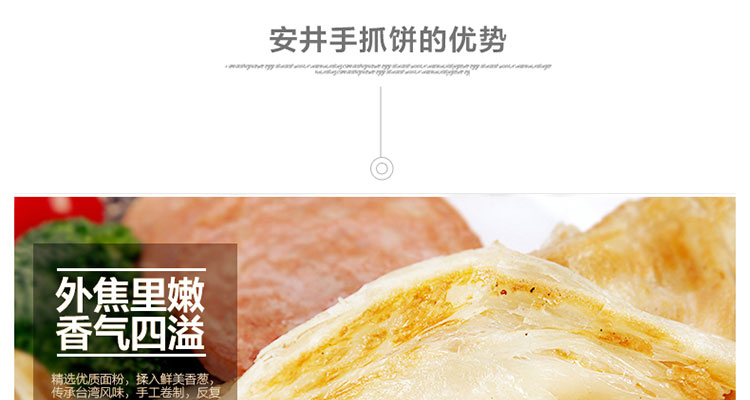 安井手抓饼的优势
外焦里嫩
香气四溢
精选优质面粉，揉入鲜美香葱，
传承台湾风味，手工卷制，反复